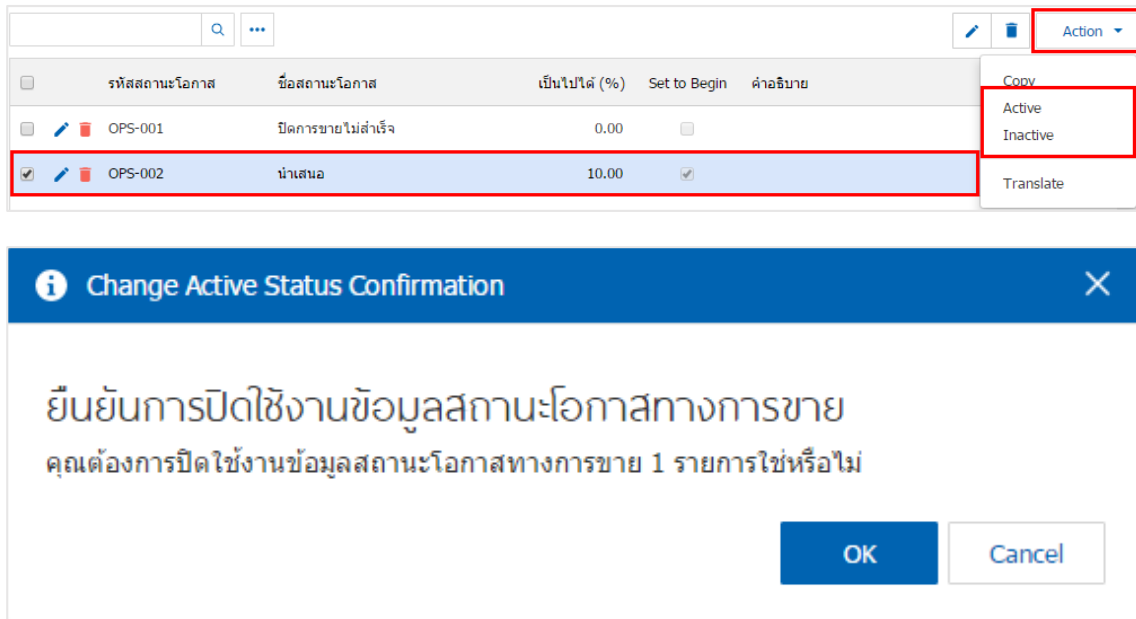 Action
รหัสสถานะโอกาส ชื่อสถานะโอกาส เป็นไปได้ (%) Set to Begin คำอธิบาย
Copy
Active
Inactive
Translate
OPS-001 ปิดการขายไม่สำเร็จ 0.00
OPS-002 นำเสนอ 10.00
Change Active Status Confirmation
ยืนยันการปิดใช้งานข้อมูลสถานะโอกาสทางการขาย
คุณต้องการปิดใช้งานข้อมูลสถานะโอกาสทางการขาย 1 รายการใช่หรือไม่
OK Cancel